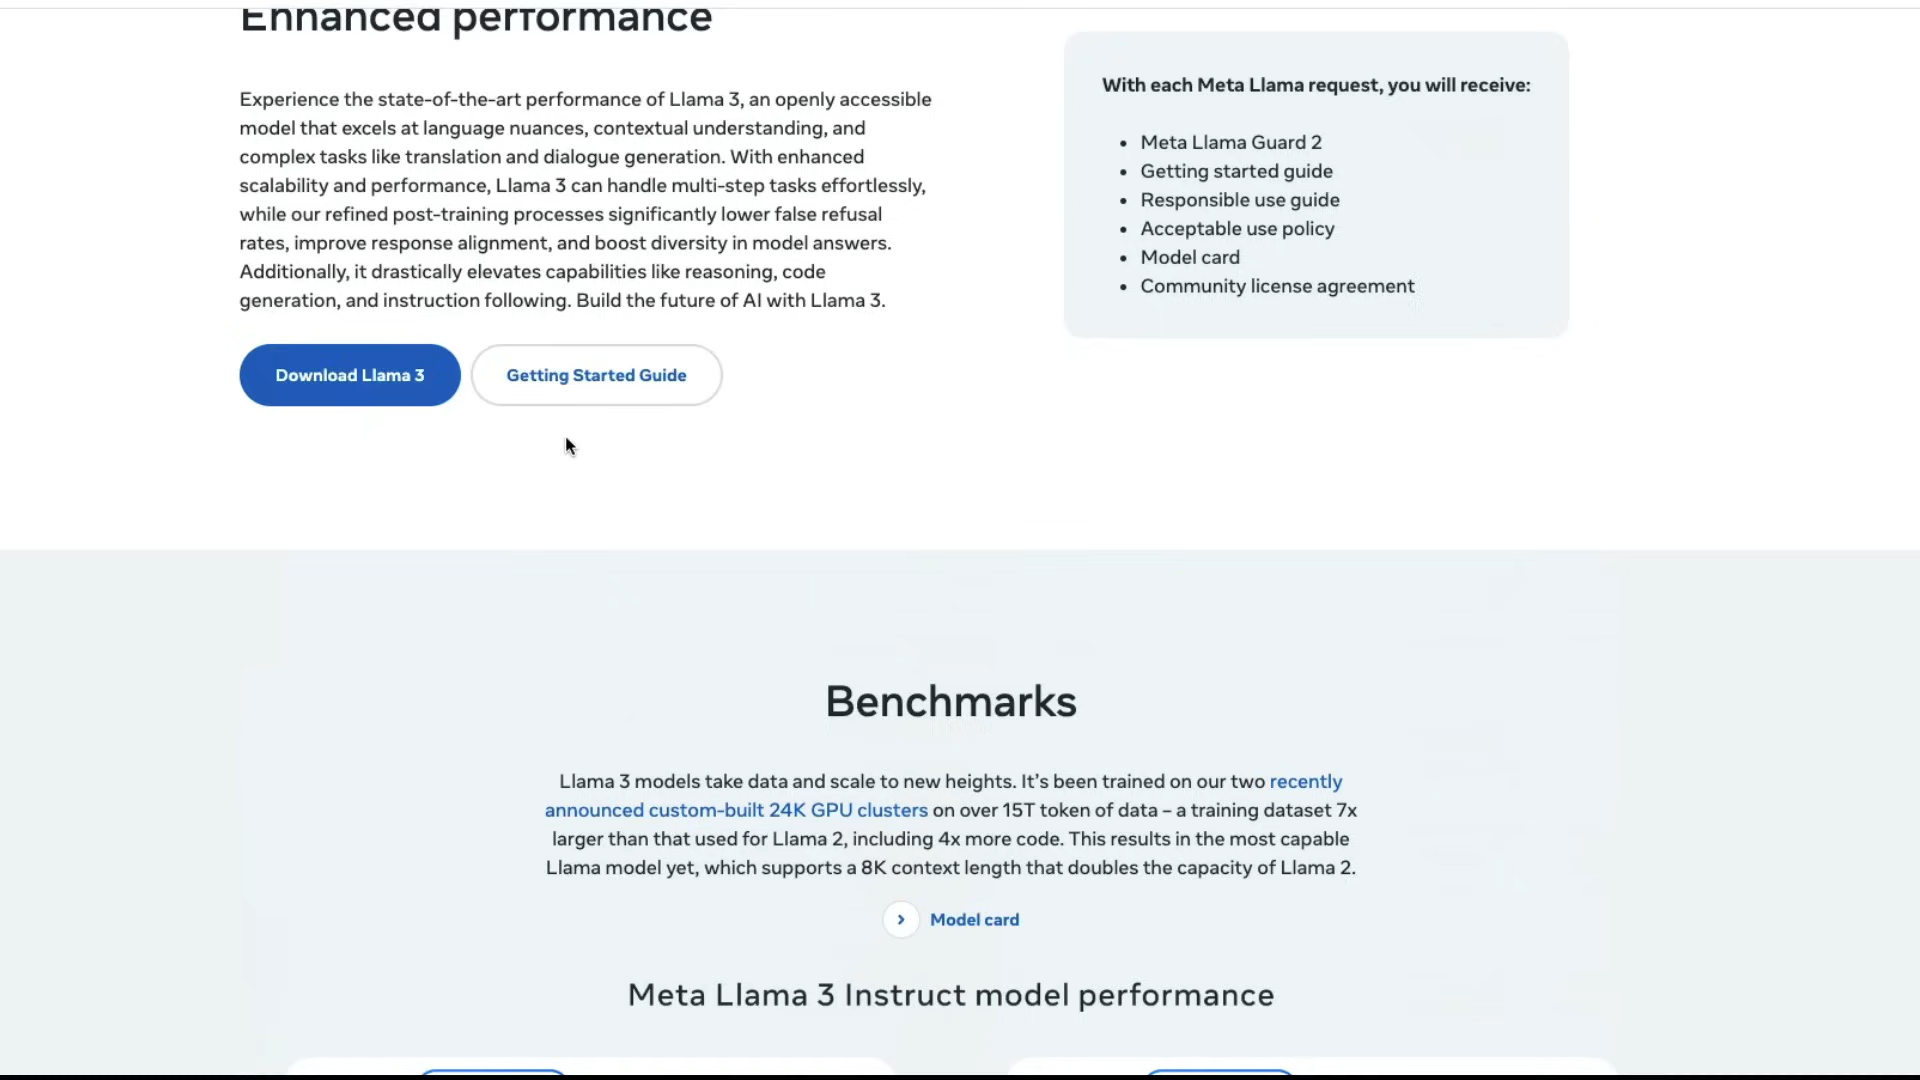 Enhanced performance
Experience the state-of-the-art performance of Llama 3, an openly accessible
model that excels at language nuances, contextual understanding, and
complex tasks like translation and dialogue generation. With enhanced
scalability and performance, Llama 3 can handle multi-step tasks effortlessly,
while our refined post-training processes significantly lower false refusal
rates, improve response alignment, and boost diversity in model answers.
Additionally, it drastically elevates capabilities like reasoning, code
generation, and instruction following. Build the future of AI with Llama 3.
Download Llama 3
Getting Started Guide
With each Meta Llama request, you will receive:
• Meta Llama Guard 2
• Getting started guide
• Responsible use guide
• Acceptable use policy
• Model card
• Community license agreement
Benchmarks
Llama 3 models take data and scale to new heights. It’s been trained on our two recently
announced custom-built 24K GPU clusters on over 15T token of data – a training dataset 7x
larger than that used for Llama 2, including 4x more code. This results in the most capable
Llama model yet, which supports a 8K context length that doubles the capacity of Llama 2.
Model card
Meta Llama 3 Instruct model performance